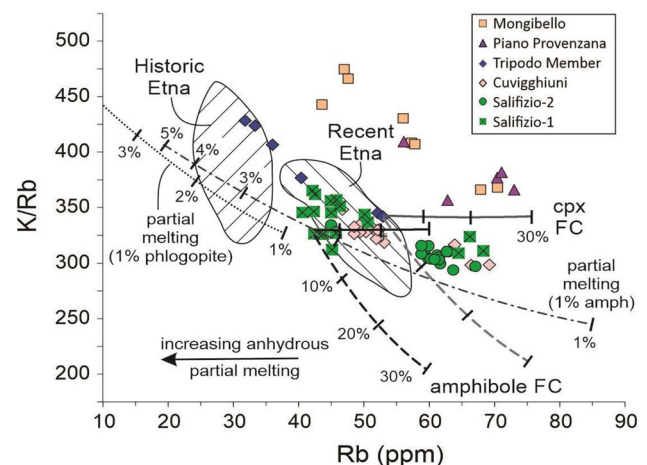 500
450
400
350
300
250
200
K/Rb
Historic
Etna
Recent
Etna
Mongibello
Piano Provenzana
Tripodo Member
Cuvigghiuni
Salifizio-2
Salifizio-1
3%
5%
4%
2%
3%
1%
partial
melting
(1% phlogopite)
cpx
FC
30%
partial
melting
(1% amph)
1%
10%
20%
30%
amphibole FC
increasing anhydrous
partial melting
10 20 30 40 50 60 70 80 90
Rb (ppm)